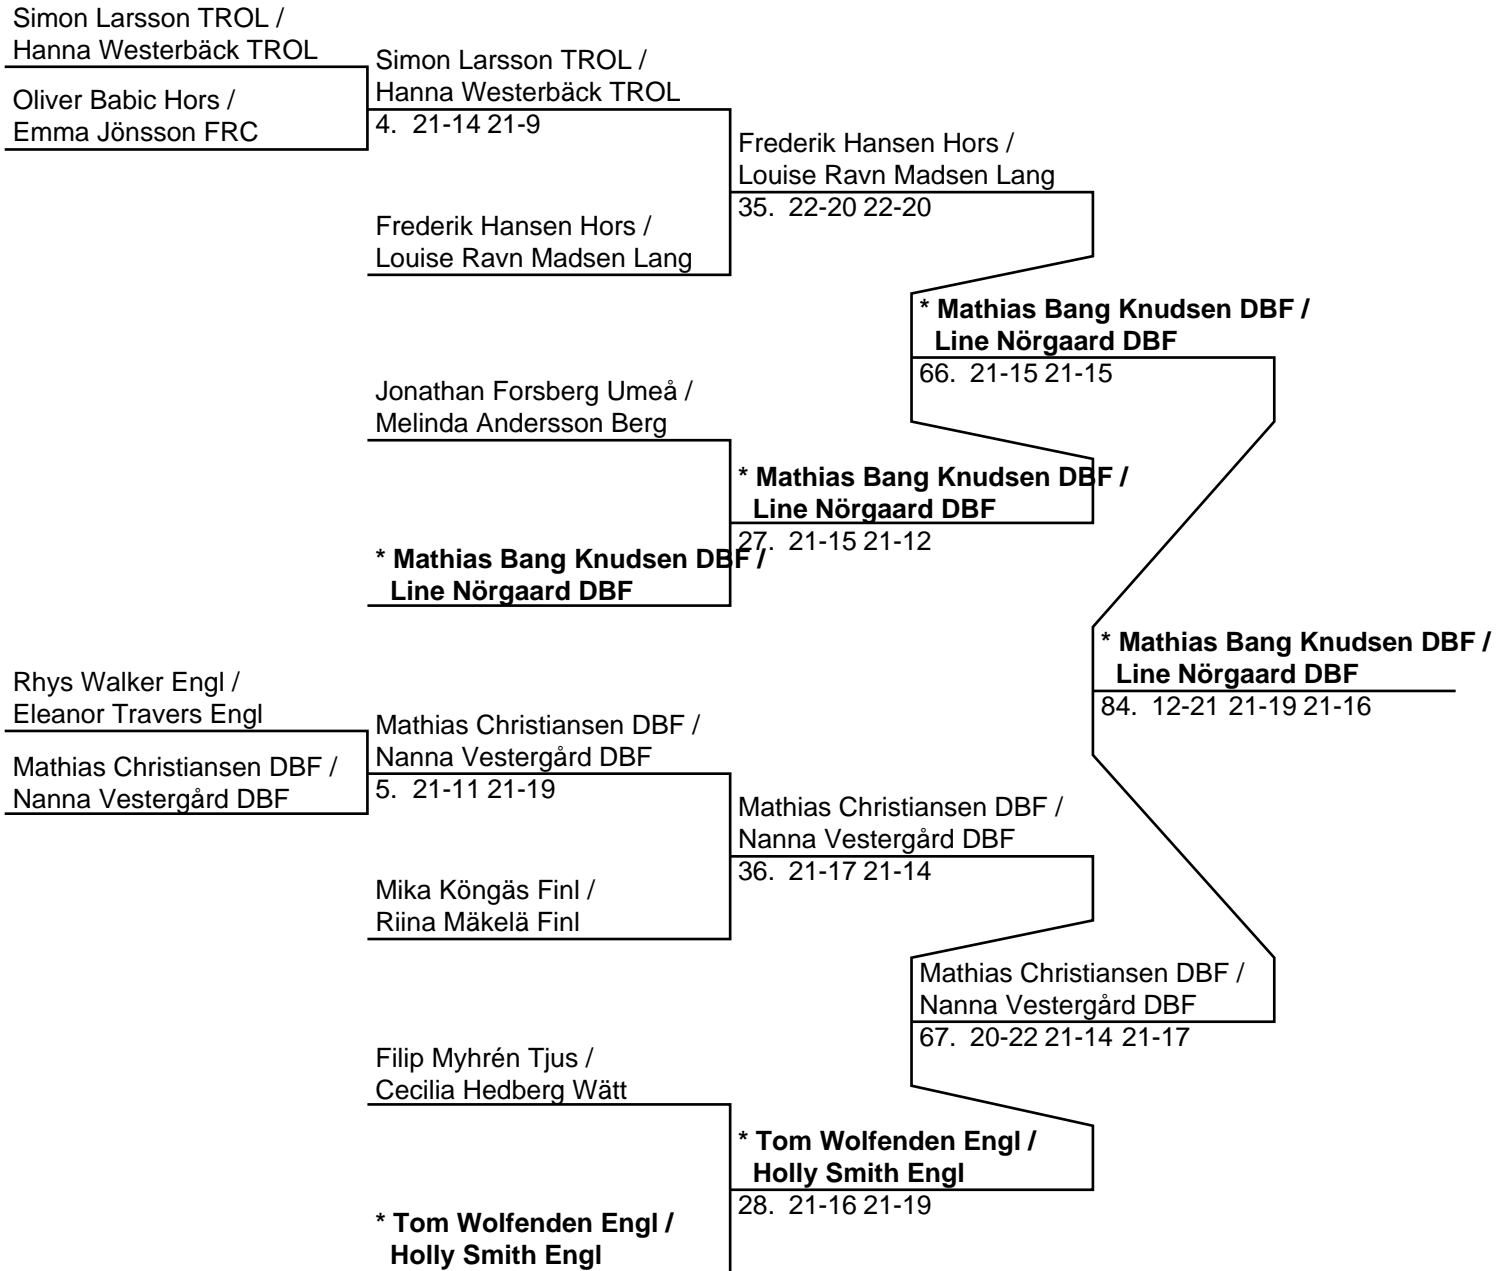 Simon Larsson TROL /
Hanna Westerbäck TROL
Oliver Babic Hors /
Emma Jönsson FRC
Simon Larsson TROL /
Hanna Westerbäck TROL
4. 21-14 21-9
Frederik Hansen Hors /
Louise Ravn Madsen Lang
Frederik Hansen Hors /
Louise Ravn Madsen Lang
35. 22-20 22-20
* Mathias Bang Knudsen DBF /
Line Nörgaard DBF
66. 21-15 21-15
Jonathan Forsberg Umeå /
Melinda Andersson Berg
* Mathias Bang Knudsen DBF /
Line Nörgaard DBF
27. 21-15 21-12
* Mathias Bang Knudsen DBF /
Line Nörgaard DBF
* Mathias Bang Knudsen DBF /
Line Nörgaard DBF
84. 12-21 21-19 21-16
Rhys Walker Engl /
Eleanor Travers Engl
Mathias Christiansen DBF /
Nanna Vestergård DBF
Mathias Christiansen DBF /
Nanna Vestergård DBF
5. 21-11 21-19
Mathias Christiansen DBF /
Nanna Vestergård DBF
36. 21-17 21-14
Mika Köngäs Finl /
Riina Mäkelä Finl
Mathias Christiansen DBF /
Nanna Vestergård DBF
67. 20-22 21-14 21-17
Filip Myhrén Tjus /
Cecilia Hedberg Wätt
* Tom Wolfenden Engl /
Holly Smith Engl
28. 21-16 21-19
* Tom Wolfenden Engl /
Holly Smith Engl